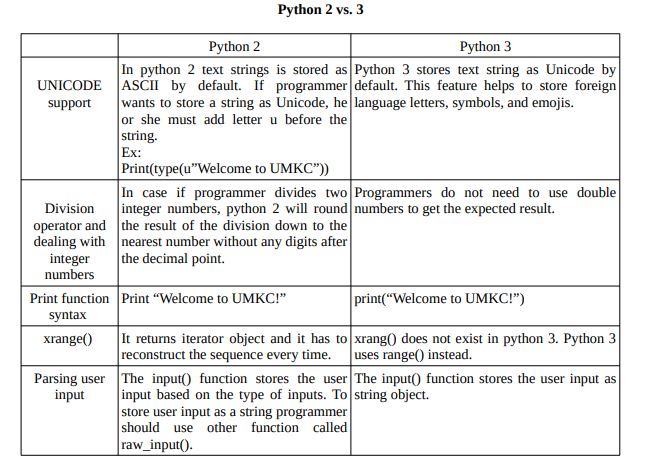 Python 2 vs. 3
Python 2
Python 3
UNICODE
support
In python 2 text strings is stored as
ASCII by default. If programmer
wants to store a string as Unicode, he
or she must add letter u before the
string.
Ex:
Print(type(u”Welcome to UMKC”))
Python 3 stores text string as Unicode by
default. This feature helps to store foreign
language letters, symbols, and emojis.
Division
operator and
dealing with
integer
numbers
In case if programmer divides two
integer numbers, python 2 will round
the result of the division down to the
nearest number without any digits after
the decimal point.
Programmers do not need to use double
numbers to get the expected result.
Print function
syntax
Print “Welcome to UMKC!”
print(“Welcome to UMKC!”)
xrange()
It returns iterator object and it has to
reconstruct the sequence every time.
xrang() does not exist in python 3. Python 3
uses range() instead.
Parsing user
input
The input() function stores the user
input based on the type of inputs. To
store user input as a string programmer
should use other function called
raw_input().
The input() function stores the user input as
string object.